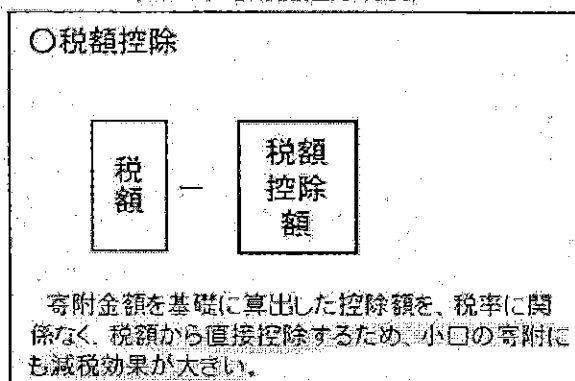 〇税額控除
税
額
－
税額
控除
額
寄附金額を基礎に算出した控除額を、税率に関
係なく、税額から直接控除するため、小口の寄附に
も減税効果が大きい。